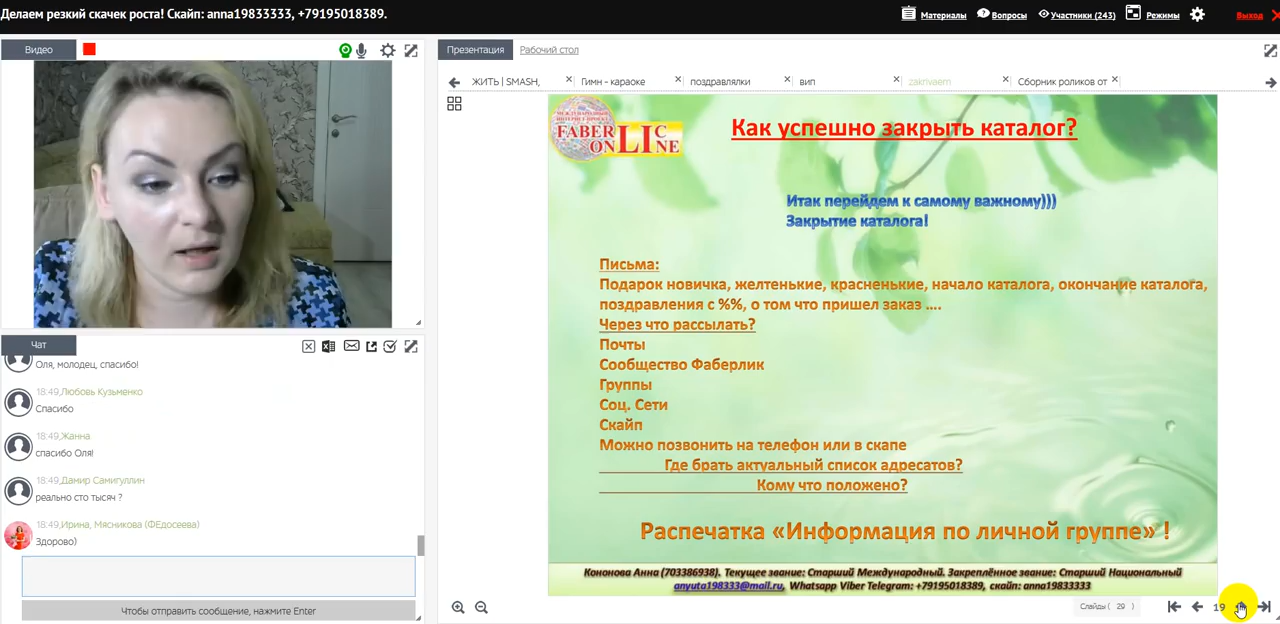 Делаем резкий скачек роста! Скайп: anna19833333, +79195018389.
Материалы
Вопросы
Участники (243)
Режимы
Выход
Видео
Презентация
Рабочий стол
ЖИТЬ | SMASH,
Гимн - караоке
поздравлялки
вип
zakrivaem
Сборник роликов от
МЕЖДУНАРОДНЫЙ
ИНТЕРНЕТ-ПРОЕКТ
FABERLIC
ONLINE
Как успешно закрыть каталог?
Итак перейдем к самому важному)))
Закрытие каталога!
Письма:
Подарок новичка, желтенькие, красненькие, начало каталога, окончание каталога,
поздравления с %%, о том что пришел заказ ....
Через что рассылать?
Почты
Сообщество Фаберлик
Группы
Соц. Сети
Скайп
Можно позвонить на телефон или в скапе
Где брать актуальный список адресатов?
Кому что положено?
Распечатка «Информация по личной группе» !
Кононова Анна (703386938). Текущее звание: Старший Международный. Закреплённое звание: Старший Национальный
anyuta198333@mail.ru, Whatsapp Viber Telegram: +79195018389, скайп: anna19833333
Слайды ( 29 )
19
Чат
Оля, молодец, спасибо!
18:49,Любовь Кузьменко
Спасибо
18:49,Жанна
спасибо Оля!
18:49,Дамир Самигуллин
реально сто тысяч ?
18:49,Ирина, Мясникова (ФЕдосеева)
Здорово)
Чтобы отправить сообщение, нажмите Enter